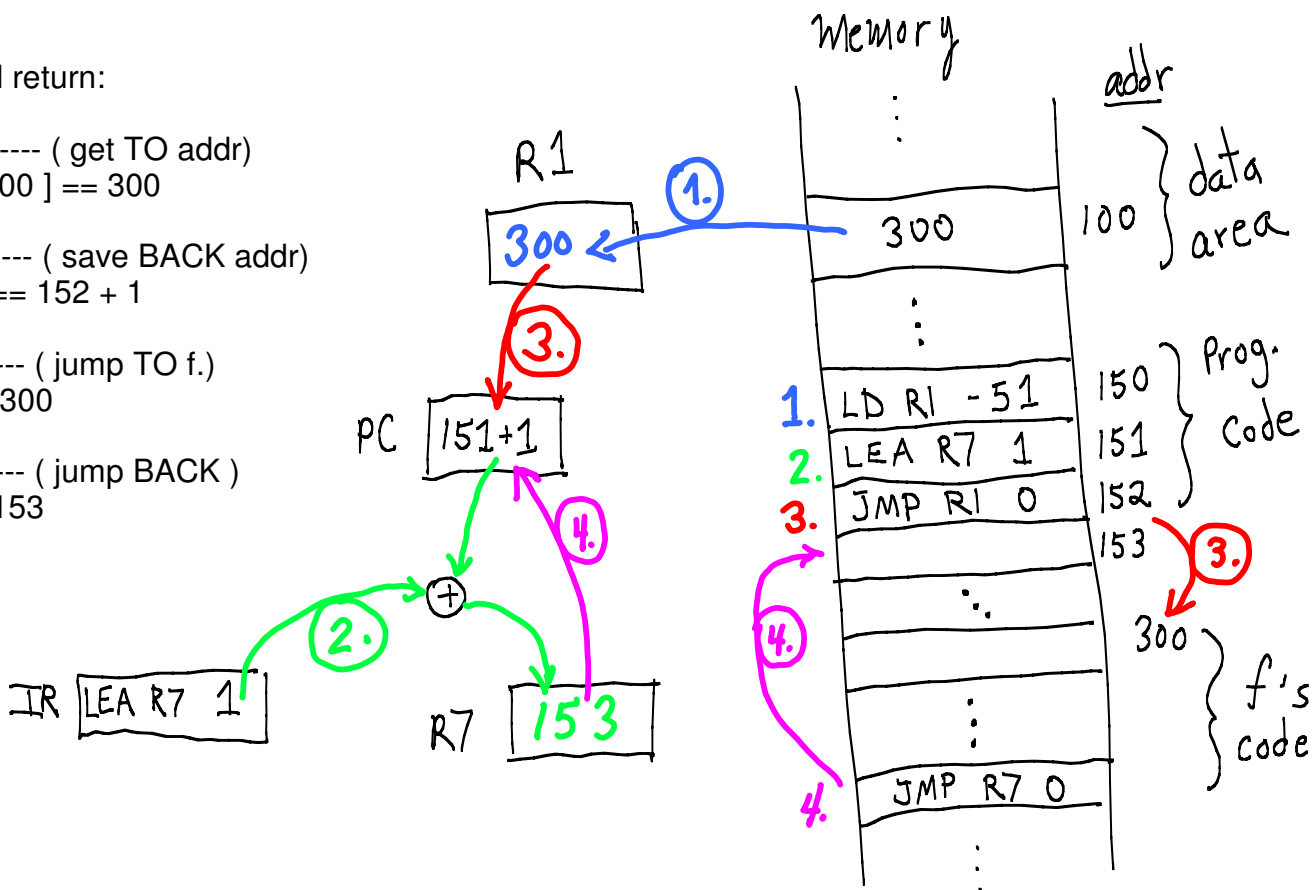 l return:
---- ( get TO addr)
00 ] == 300
---- ( save BACK addr)
== 152 + 1
--- ( jump TO f.)
300
--- ( jump BACK )
153
Memory
addr
R1
1.
300
300
100
data
area
3.
PC
151+1
1.
LD R1 -51
150
Prog.
code
2.
LEA R7 1
151
3.
JMP R1 0
152
4.
153
3.
+
2.
4.
300
f's
code
IR
LEA R7 1
R7
153
4.
JMP R7 0